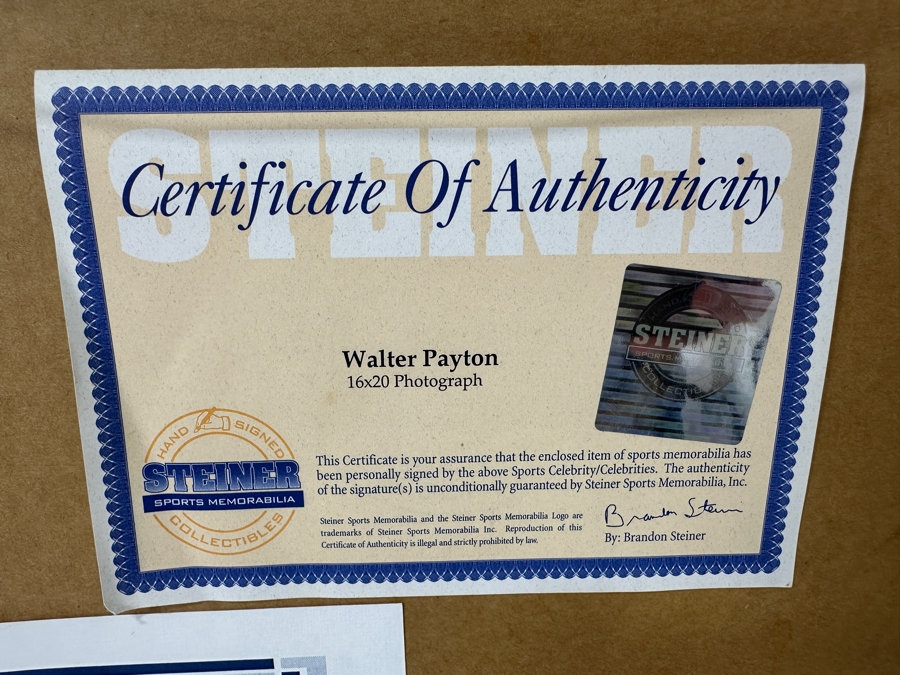 STEINER
Certificate Of Authenticity
STEINER
SPORTS
COLLECTIBLES
Walter Payton
16x20 Photograph
HAND SIGNED
STEINER
SPORTS MEMORABILIA
COLLECTIBLES
This Certificate is your assurance that the enclosed item of sports memorabilia has
been personally signed by the above Sports Celebrity/Celebrities. The authenticity
of the signature(s) is unconditionally guaranteed by Steiner Sports Memorabilia, Inc.
Steiner Sports Memorabilia and the Steiner Sports Memorabilia Logo are
trademarks of Steiner Sports Memorabilia Inc. Reproduction of this
Certificate of Authenticity is illegal and strictly prohibited by law.
Brandon Steiner
By: Brandon Steiner